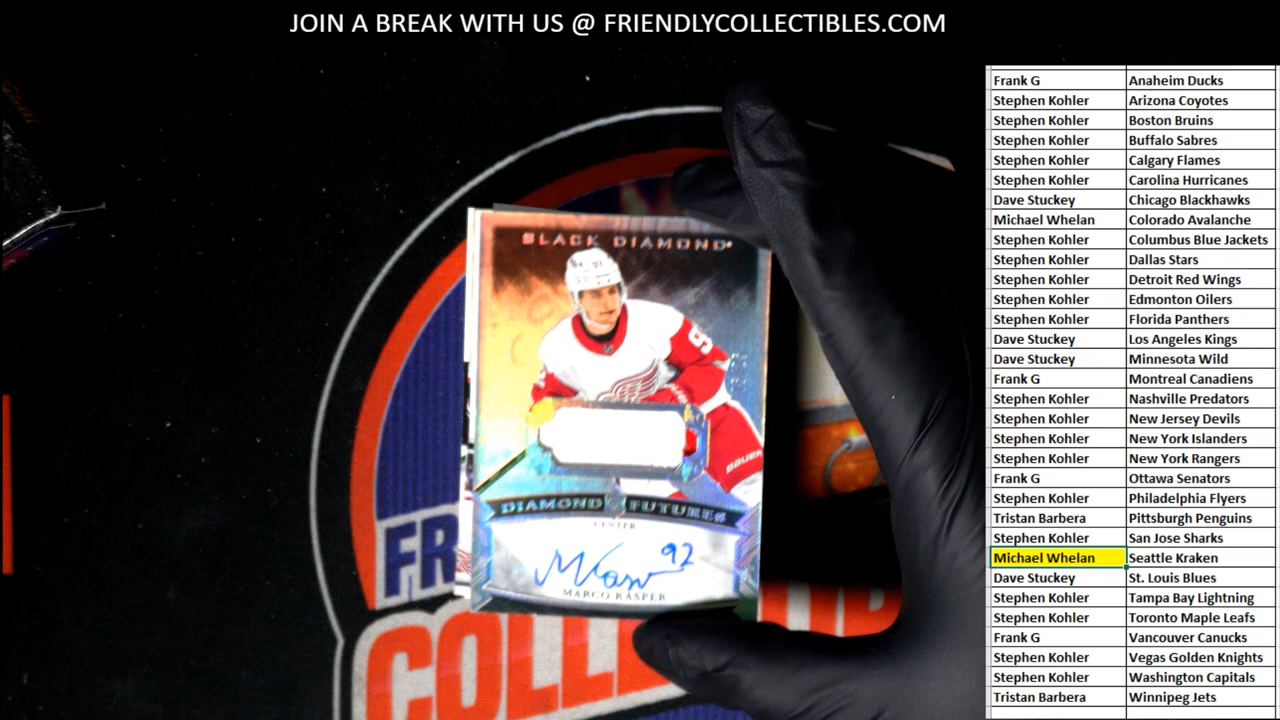 JOIN A BREAK WITH US @ FRIENDLYCOLLECTIBLES.COM
BLACK DIAMOND
DIAMOND FUTURES
CENTER
92
MARCO KASPER
BAUER
FR
COLLE
Frank G Anaheim Ducks
Stephen Kohler Arizona Coyotes
Stephen Kohler Boston Bruins
Stephen Kohler Buffalo Sabres
Stephen Kohler Calgary Flames
Stephen Kohler Carolina Hurricanes
Dave Stuckey Chicago Blackhawks
Michael Whelan Colorado Avalanche
Stephen Kohler Columbus Blue Jackets
Stephen Kohler Dallas Stars
Stephen Kohler Detroit Red Wings
Stephen Kohler Edmonton Oilers
Stephen Kohler Florida Panthers
Dave Stuckey Los Angeles Kings
Dave Stuckey Minnesota Wild
Frank G Montreal Canadiens
Stephen Kohler Nashville Predators
Stephen Kohler New Jersey Devils
Stephen Kohler New York Islanders
Stephen Kohler New York Rangers
Frank G Ottawa Senators
Stephen Kohler Philadelphia Flyers
Tristan Barbera Pittsburgh Penguins
Stephen Kohler San Jose Sharks
Michael Whelan Seattle Kraken
Dave Stuckey St. Louis Blues
Stephen Kohler Tampa Bay Lightning
Stephen Kohler Toronto Maple Leafs
Frank G Vancouver Canucks
Stephen Kohler Vegas Golden Knights
Stephen Kohler Washington Capitals
Tristan Barbera Winnipeg Jets